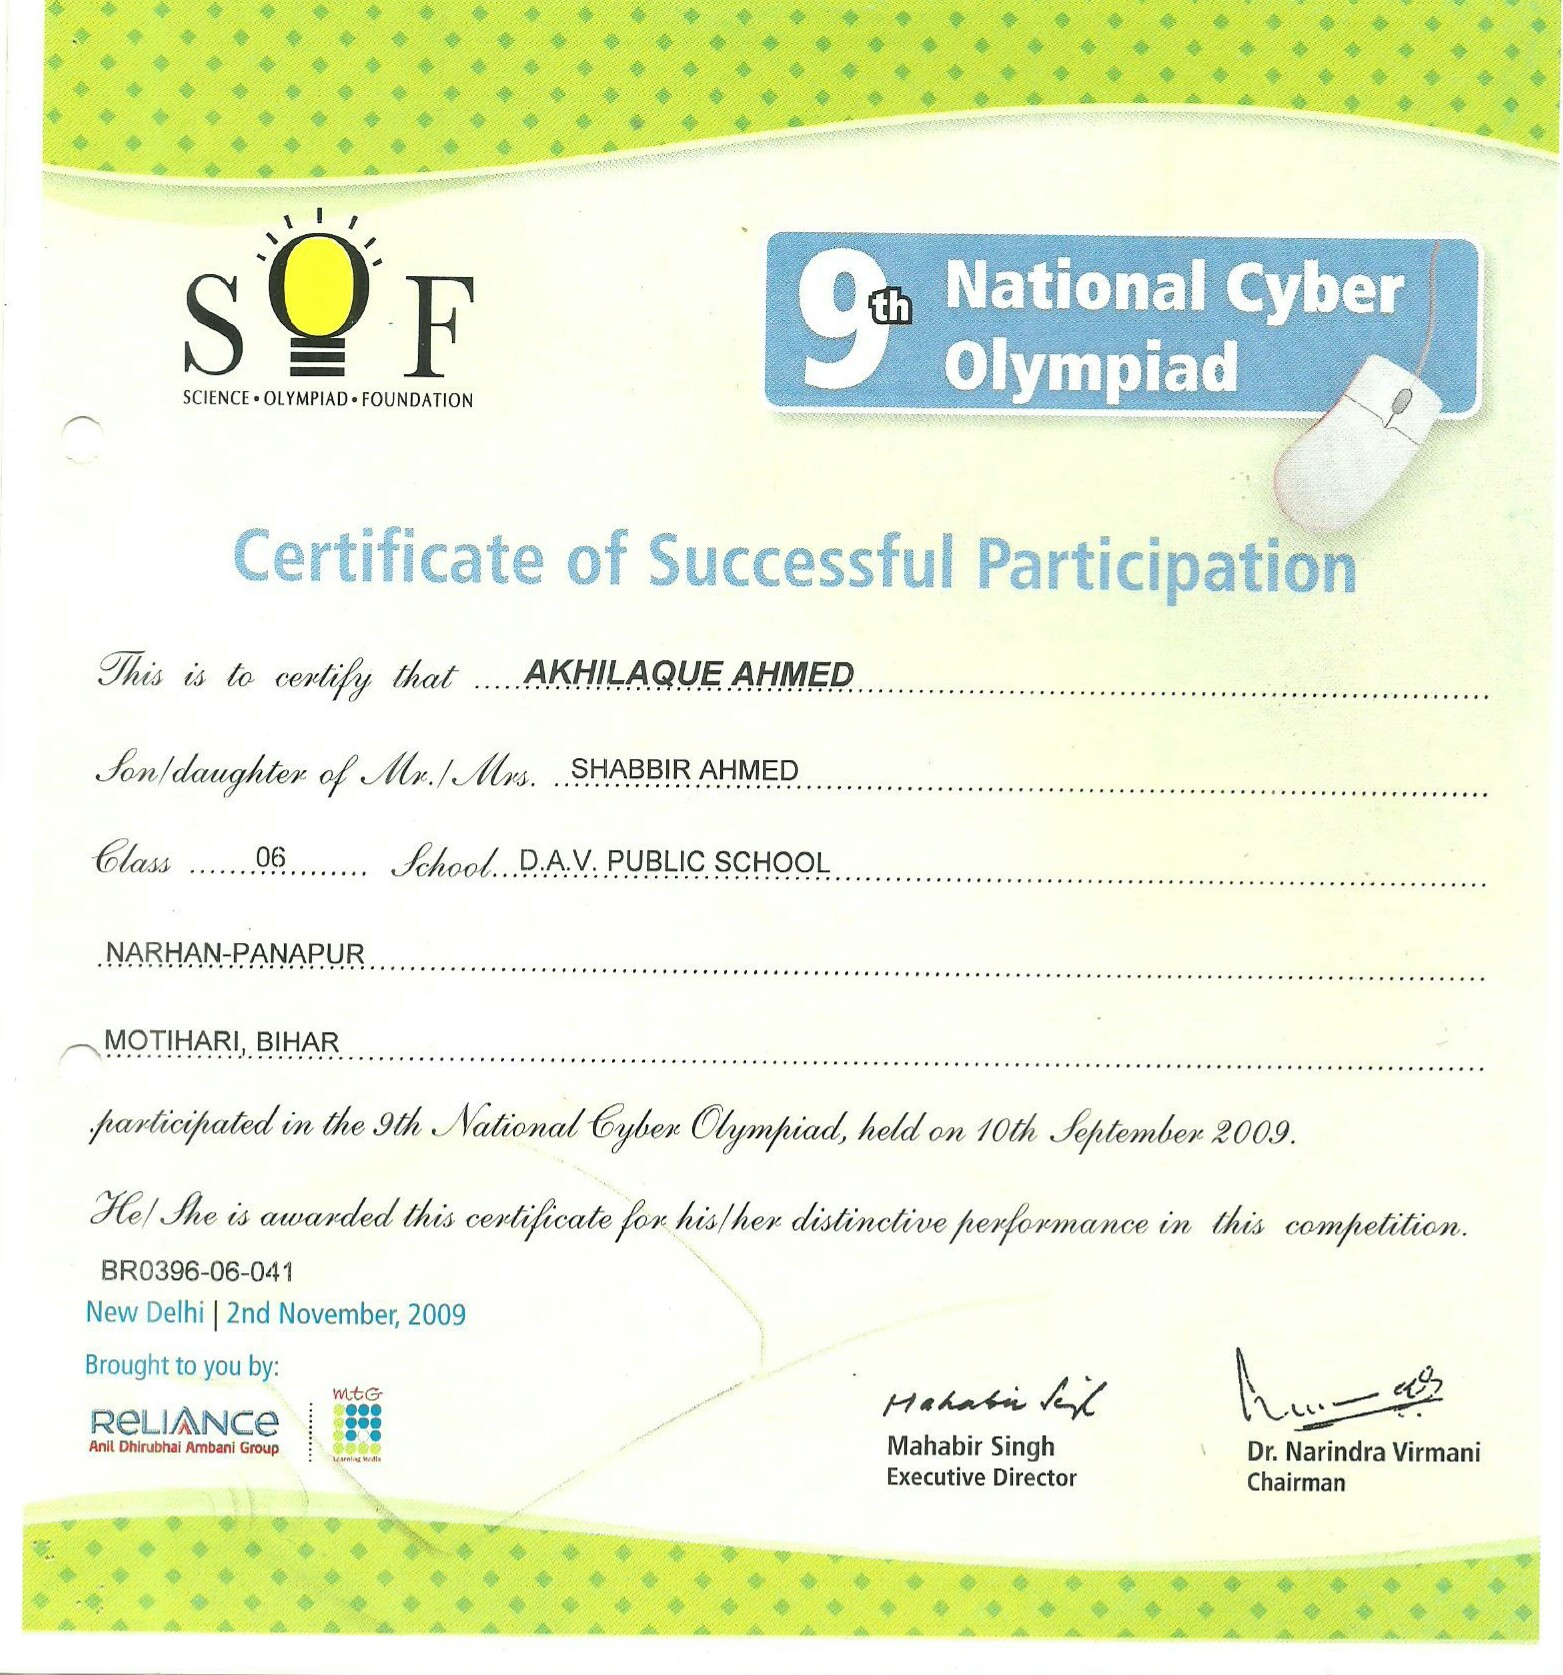 SOF
SCIENCE • OLYMPIAD • FOUNDATION
9th National Cyber
Olympiad
Certificate of Successful Participation
This is to certify that ....AKHILAQUE AHMED
Son/daughter of Mr./Mrs. SHABBIR AHMED
Class 06 School D.A.V. PUBLIC SCHOOL
NARHAN-PANAPUR
MOTIHARI, BIHAR
participated in the 9th National Cyber Olympiad, held on 10th September 2009.
He/ She is awarded this certificate for his/her distinctive performance in this competition.
BR0396-06-041
New Delhi | 2nd November, 2009
Brought to you by:
RELIANCe
Anil Dhirubhai Ambani Group
mtG
Learning Media
Mahabir Singh
Mahabir Singh
Executive Director
Dr. Narindra Virmani
Chairman